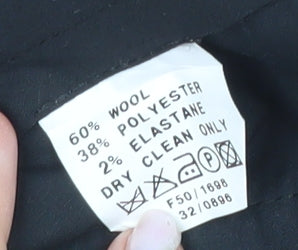 60% WOOL
38% POLYESTER
2% ELASTANE
DRY CLEAN ONLY
P
F50/1698
32/0896